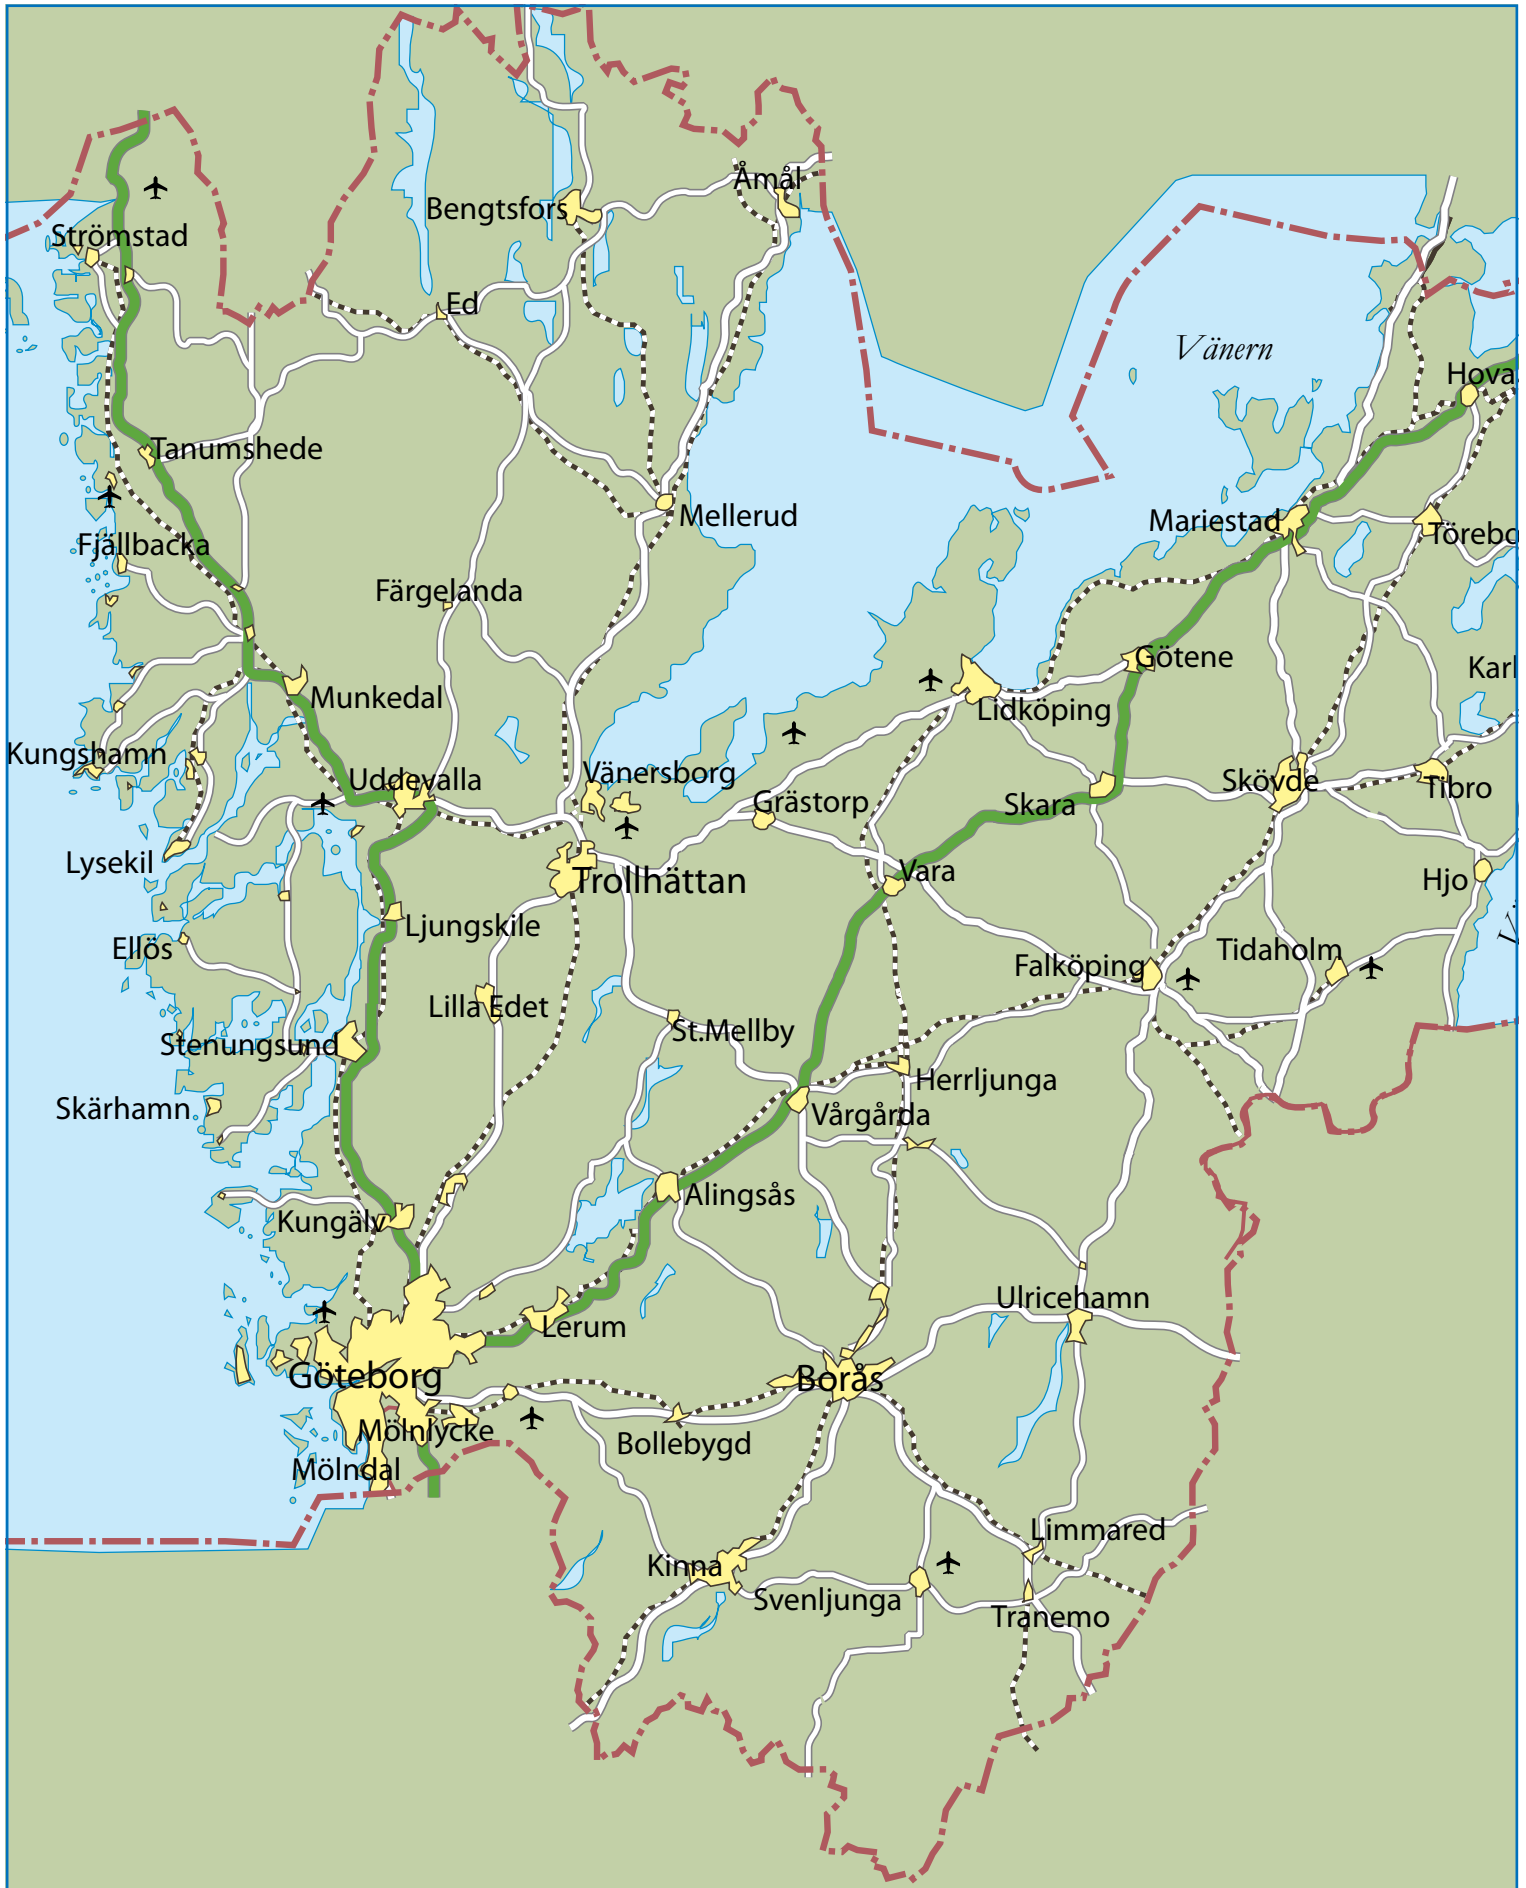 Åmål
Bengtsfors
Strömstad
Ed
Vänern
Hova
Tanumshede
Mellerud
Mariestad
Törebo
Fjällbacka
Färgelanda
Götene
Karl
Munkedal
Lidköping
Kungshamn
Uddevalla
Vänersborg
Grästorp
Skara
Skövde
Tibro
Lysekil
Trollhättan
Vara
Hjo
Ljungskile
Ellös
Falköping
Tidaholm
V
Lilla Edet
St.Mellby
Stenungsund
Herrljunga
Skärhamn
Vårgårda
Alingsås
Kungälv
Ulricehamn
Lerum
Göteborg
Borås
Mölnlycke
Bollebygd
Mölndal
Limmared
Kinna
Svenljunga
Tranemo